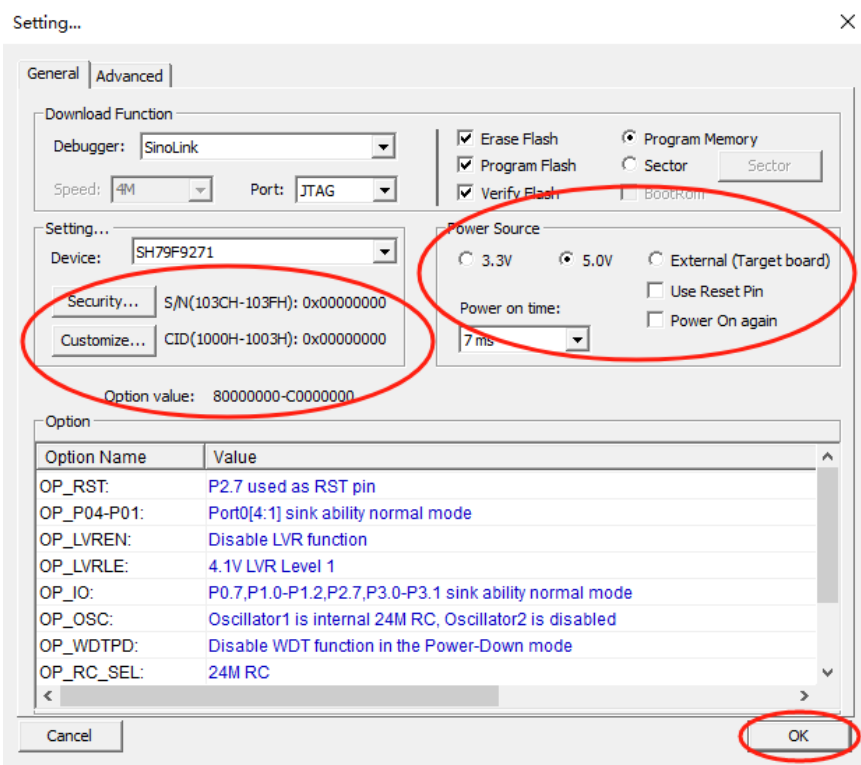 Setting...
General
Advanced
Download Function
Debugger: SinoLink
Speed: 4M Port: JTAG
Erase Flash
Program Flash
Verify Flash
Program Memory
Sector Sector
BootRom
Setting...
Device: SH79F9271
Security... S/N(103CH-103FH): 0x00000000
Customize... CID(1000H-1003H): 0x00000000
Option value: 80000000-C0000000
Power Source
3.3V 5.0V External (Target board)
Use Reset Pin
Power on time:
Power On again
7 ms
Option
Option Name Value
OP_RST: P2.7 used as RST pin
OP_P04-P01: Port0[4:1] sink ability normal mode
OP_LVREN: Disable LVR function
OP_LVRLE: 4.1V LVR Level 1
OP_IO: P0.7,P1.0-P1.2,P2.7,P3.0-P3.1 sink ability normal mode
OP_OSC: Oscillator1 is internal 24M RC, Oscillator2 is disabled
OP_WDTPD: Disable WDT function in the Power-Down mode
OP_RC_SEL: 24M RC
Cancel OK